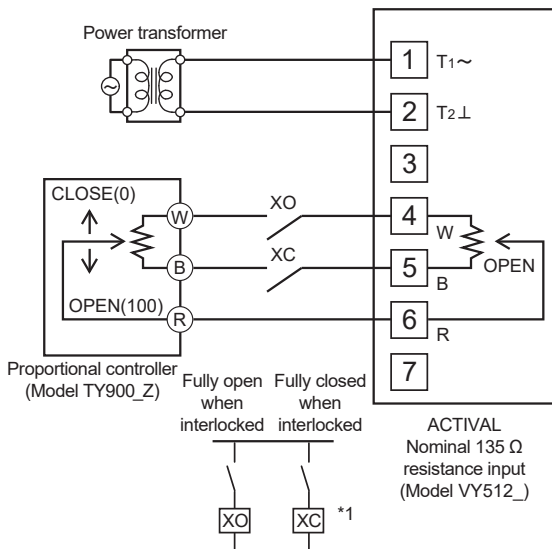 Power transformer
1 T1~
2 T2⊥
3
CLOSE(0)
W XO 4 W
B XC 5 B
OPEN
OPEN(100)
R 6 R
7
Proportional controller
(Model TY900_Z)
Fully open
when
interlocked
Fully closed
when
interlocked
XO XC *1
ACTIVAL
Nominal 135 Ω
resistance input
(Model VY512_)